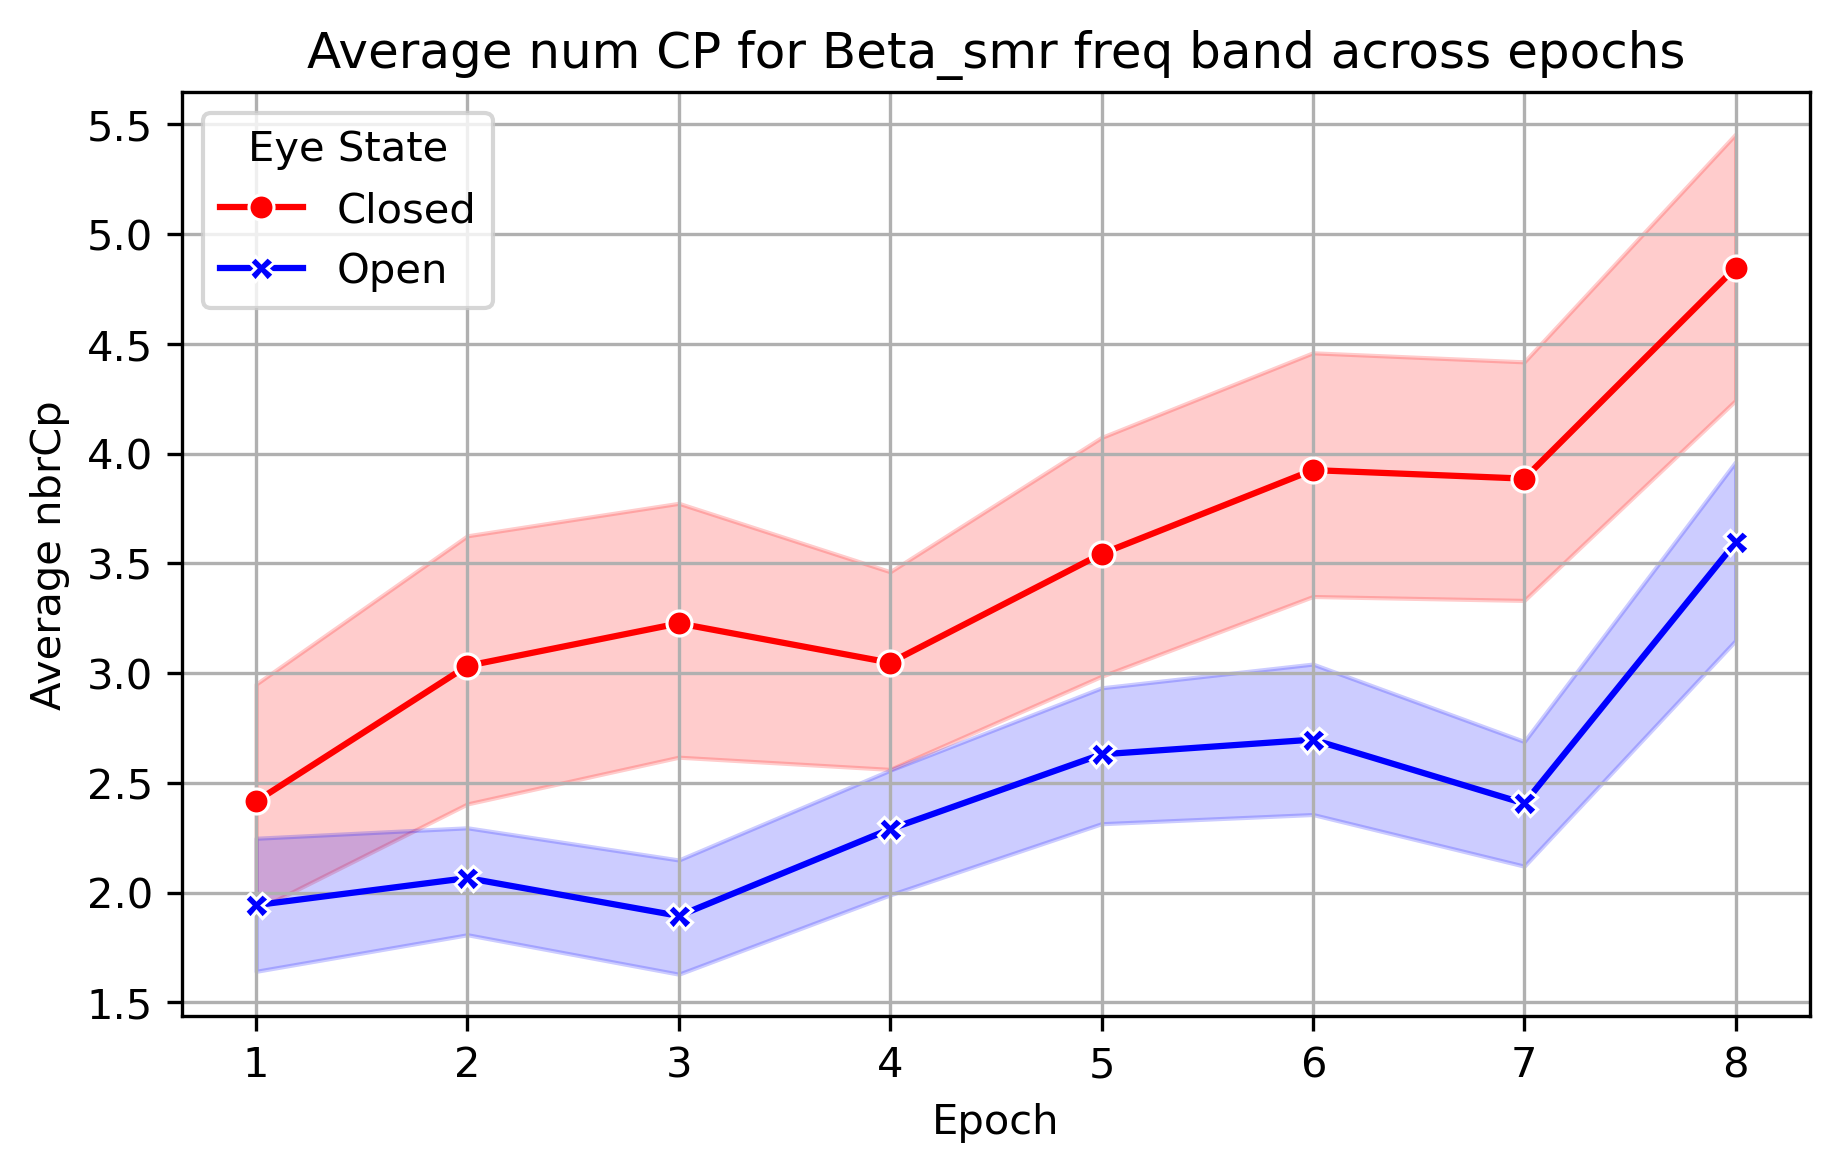 Average num CP for Beta_smr freq band across epochs
Eye State
Closed
Open
5.5
5.0
4.5
4.0
3.5
3.0
2.5
2.0
1.5
Average nbrCp
1 2 3 4 5 6 7 8
Epoch